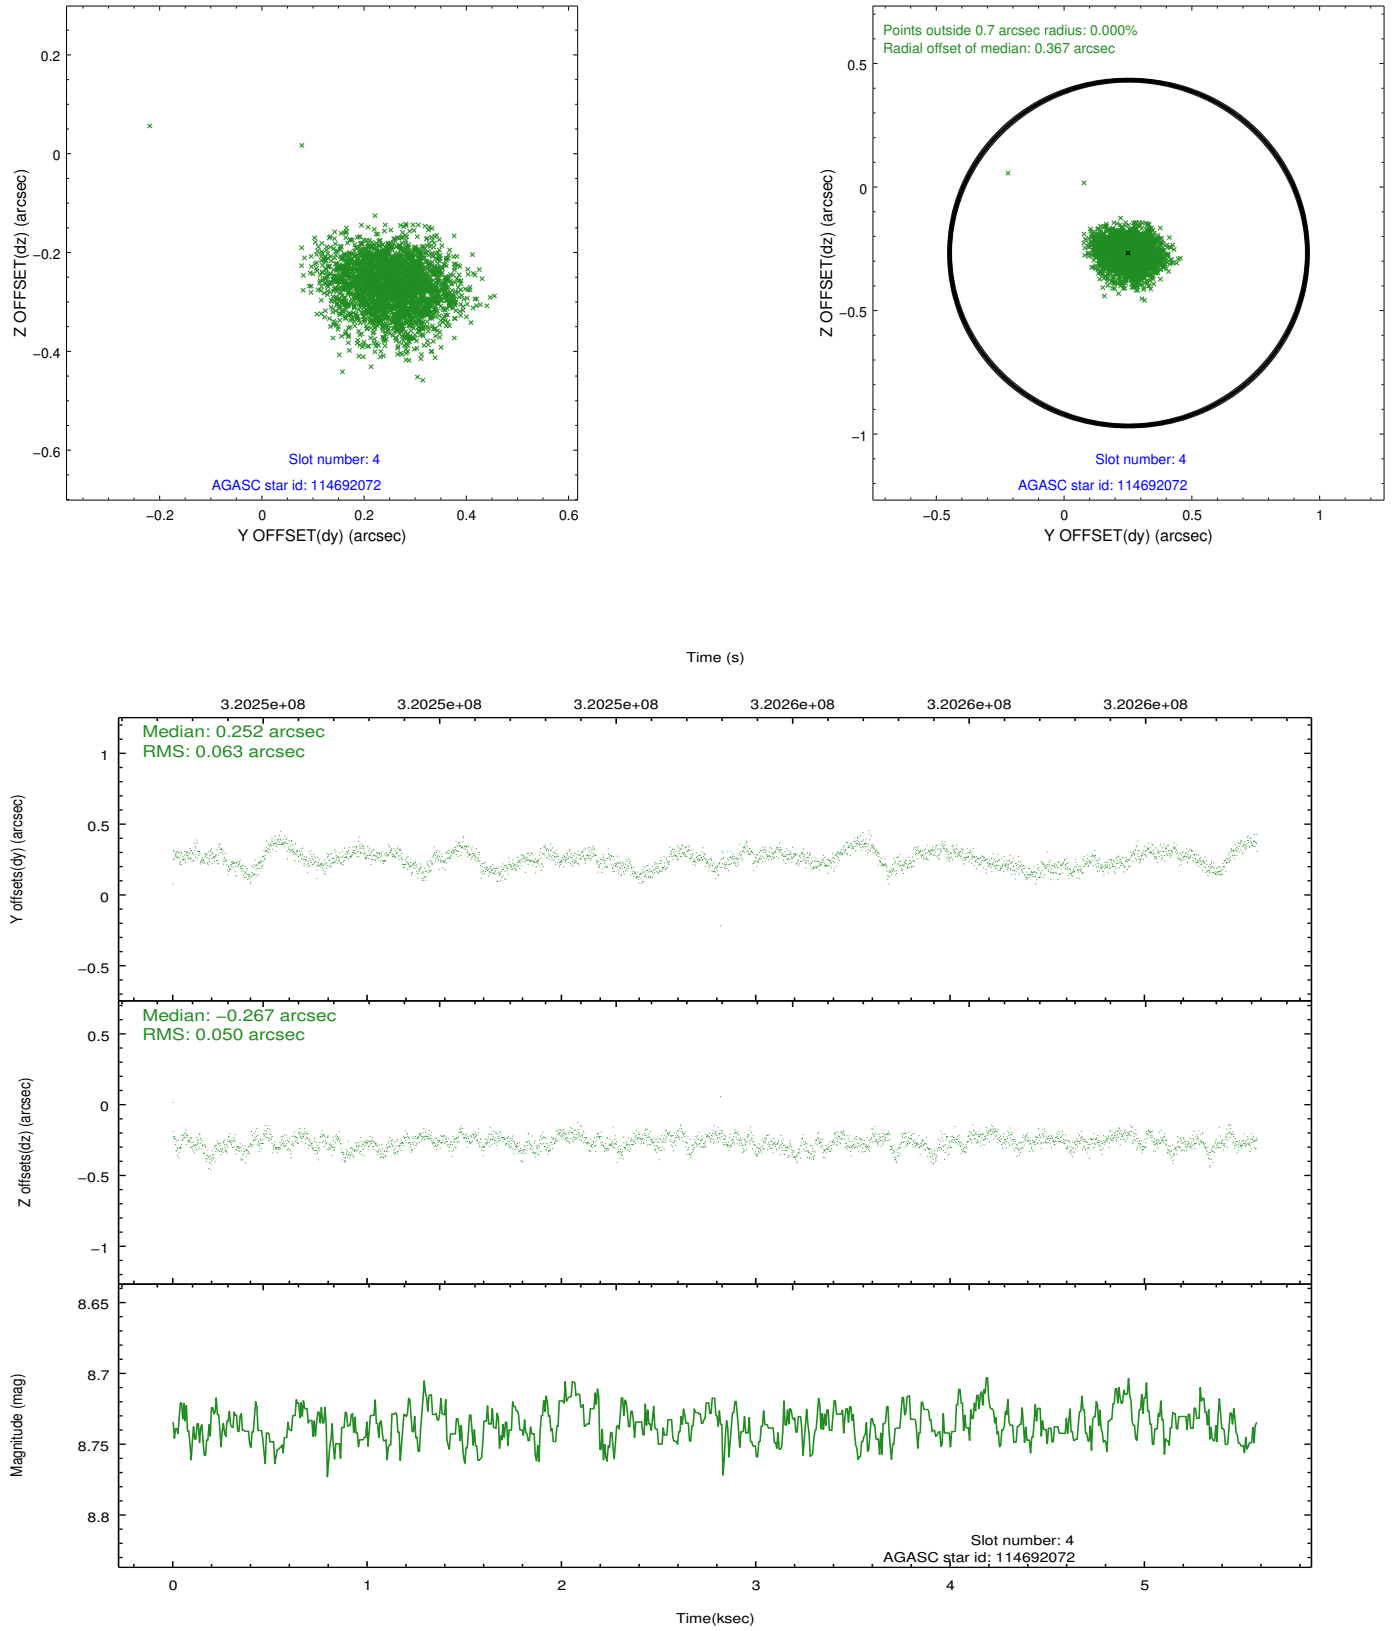 0.2
0
−0.2
−0.4
−0.6
Z OFFSET(dz) (arcsec)
Slot number: 4
AGASC star id: 114692072
−0.2 0 0.2 0.4 0.6
Y OFFSET(dy) (arcsec)
Points outside 0.7 arcsec radius: 0.000%
Radial offset of median: 0.367 arcsec
0.5
0
−0.5
−1
Z OFFSET(dz) (arcsec)
Slot number: 4
AGASC star id: 114692072
−0.5 0 0.5 1
Y OFFSET(dy) (arcsec)
Time (s)
3.2025e+08 3.2025e+08 3.2025e+08 3.2026e+08 3.2026e+08 3.2026e+08
Median: 0.252 arcsec
RMS: 0.063 arcsec
1
0.5
0
−0.5
Y offsets(dy) (arcsec)
Median: −0.267 arcsec
RMS: 0.050 arcsec
0.5
0
−0.5
−1
Z offsets(dz) (arcsec)
8.65
8.7
8.75
8.8
Magnitude (mag)
Slot number: 4
AGASC star id: 114692072
0 1 2 3 4 5
Time(ksec)